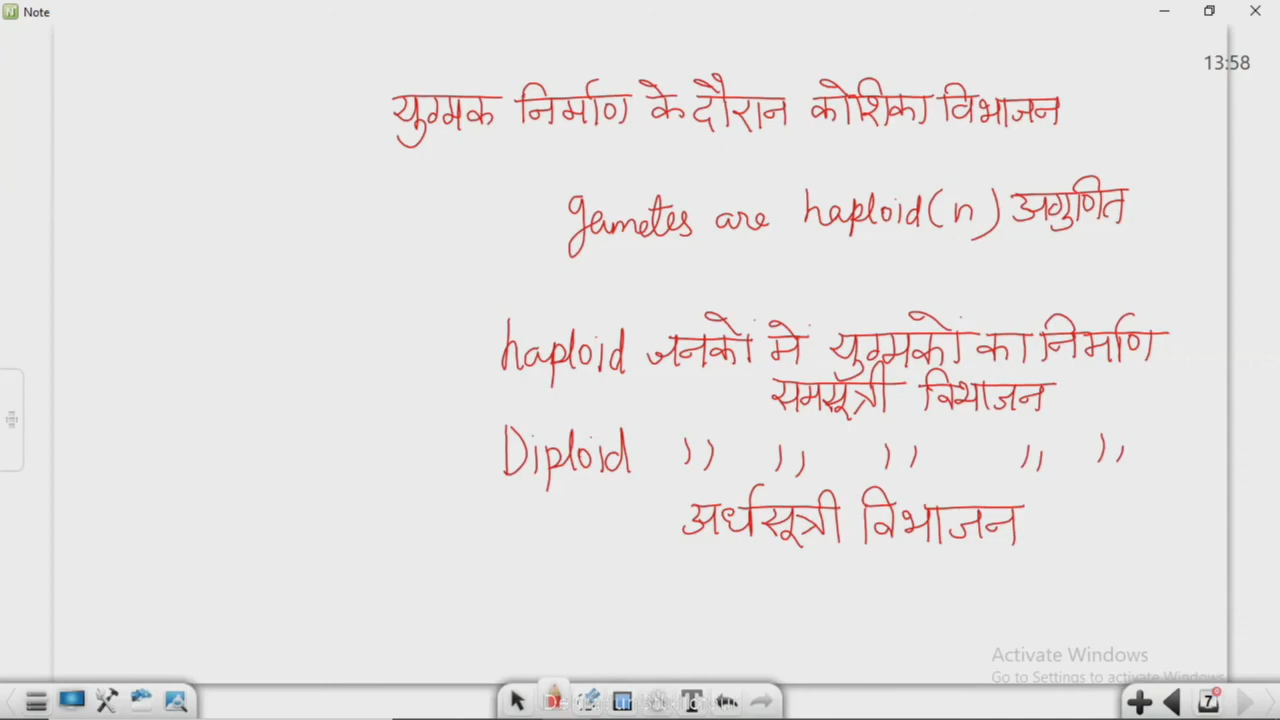 Note
13:58
युग्मक निर्माण के दौरान कोशिका विभाजन
gametes are haploid (n) अगुणित
haploid जनकों में युग्मकों का निर्माण
समसूत्री विभाजन
Diploid ,, ,, ,, ,, ,,
अर्धसूत्री विभाजन
Activate Windows
Go to Settings to activate Windows.
7